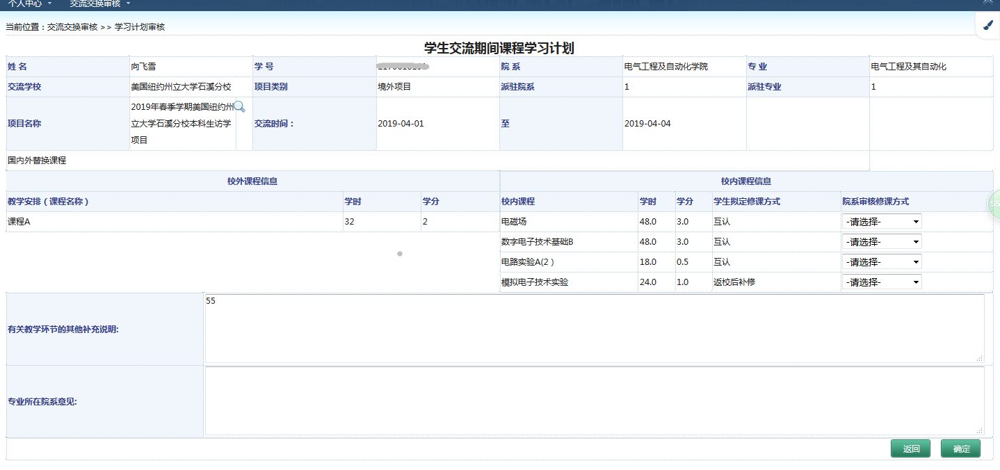 个人中心 交流交换审核
当前位置：交流交换审核 >> 学习计划审核
学生交流期间课程学习计划
姓 名 向飞雪 学 号 院 系 电气工程及自动化学院 专 业 电气工程及其自动化
交流学校 美国纽约州立大学石溪分校 项目类别 境外项目 派驻院系 1 派驻专业 1
项目名称 2019年春季学期美国纽约州
立大学石溪分校本科生访学
项目
交流时间： 2019-04-01 至 2019-04-04
国内外替换课程
校外课程信息 校内课程信息
教学安排（课程名称） 学时 学分 校内课程 学时 学分 学生拟定修课方式 院系审核修课方式
课程A 32 2 电磁场 48.0 3.0 互认 -请选择-
数字电子技术基础B 48.0 3.0 互认 -请选择-
电路实验A(2） 18.0 0.5 互认 -请选择-
模拟电子技术实验 24.0 1.0 返校后补修 -请选择-
有关教学环节的其他补充说明: 55
专业所在院系意见:
返回 确定